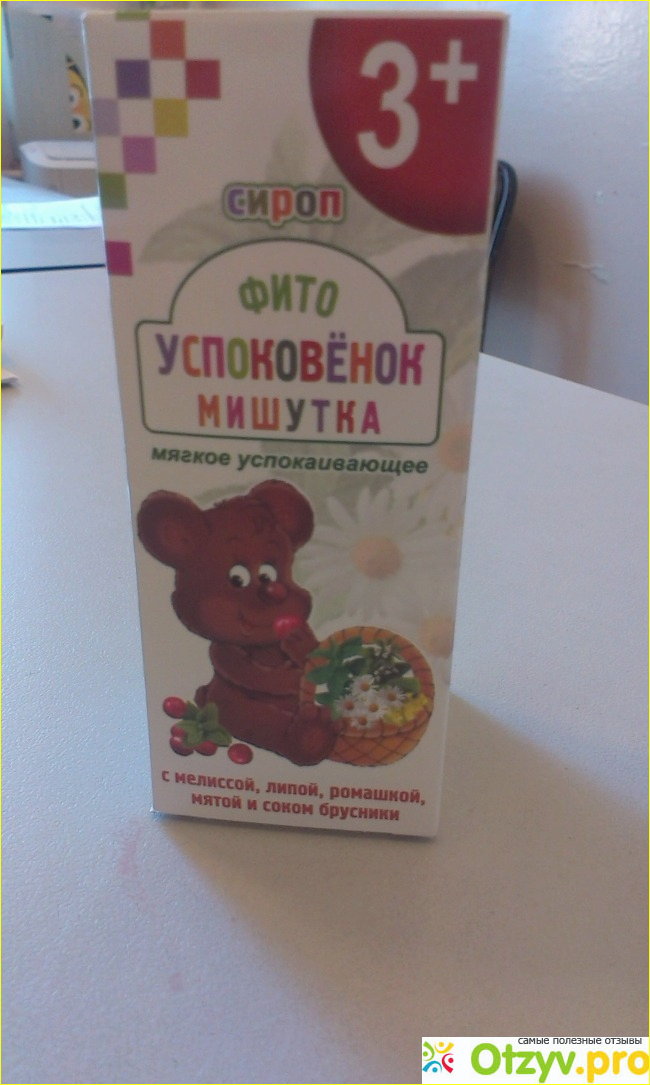 3+
сироп
ФИТО
УСПОКОВЁНОК
МИШУТКА
мягкое успокаивающее
с мелиссой, липой, ромашкой,
мятой и соком брусники
самые полезные отзывы
Otzyv.pro